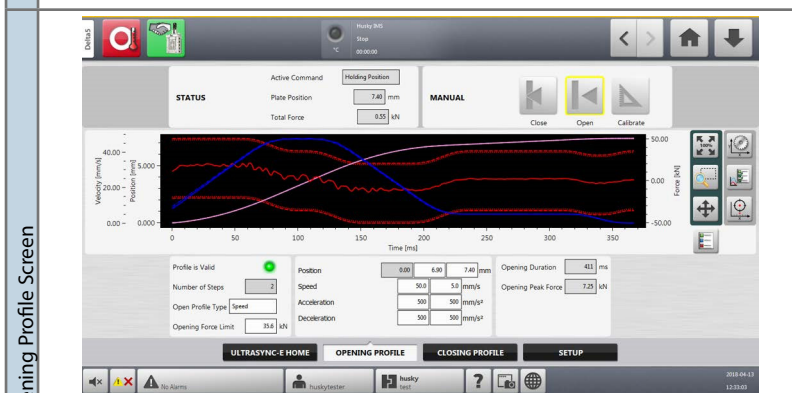 Delta5
Husky IMS
Stop
°C 00:00:00
STATUS
Active Command Holding Position
Plate Position 7.40 mm
Total Force 0.55 kN
MANUAL
Close Open Calibrate
Velocity [mm/s]
40.00
20.00
0.00
Position [mm]
5.000
0.000
50.00
0.00
-50.00
Force [kN]
0 50 100 150 200 250 300 350
Time [ms]
100%
Profile is Valid
Number of Steps 2
Open Profile Type Speed
Opening Force Limit 35.6 kN
Position 0.00 6.90 7.40 mm
Speed 50.0 5.0 mm/s
Acceleration 500 500 mm/s²
Deceleration 500 500 mm/s²
Opening Duration 411 ms
Opening Peak Force 7.25 kN
ULTRASYNC-E HOME OPENING PROFILE CLOSING PROFILE SETUP
No Alarms
huskytester
husky
test
?
2018-04-13
12:33:03
ening Profile Screen